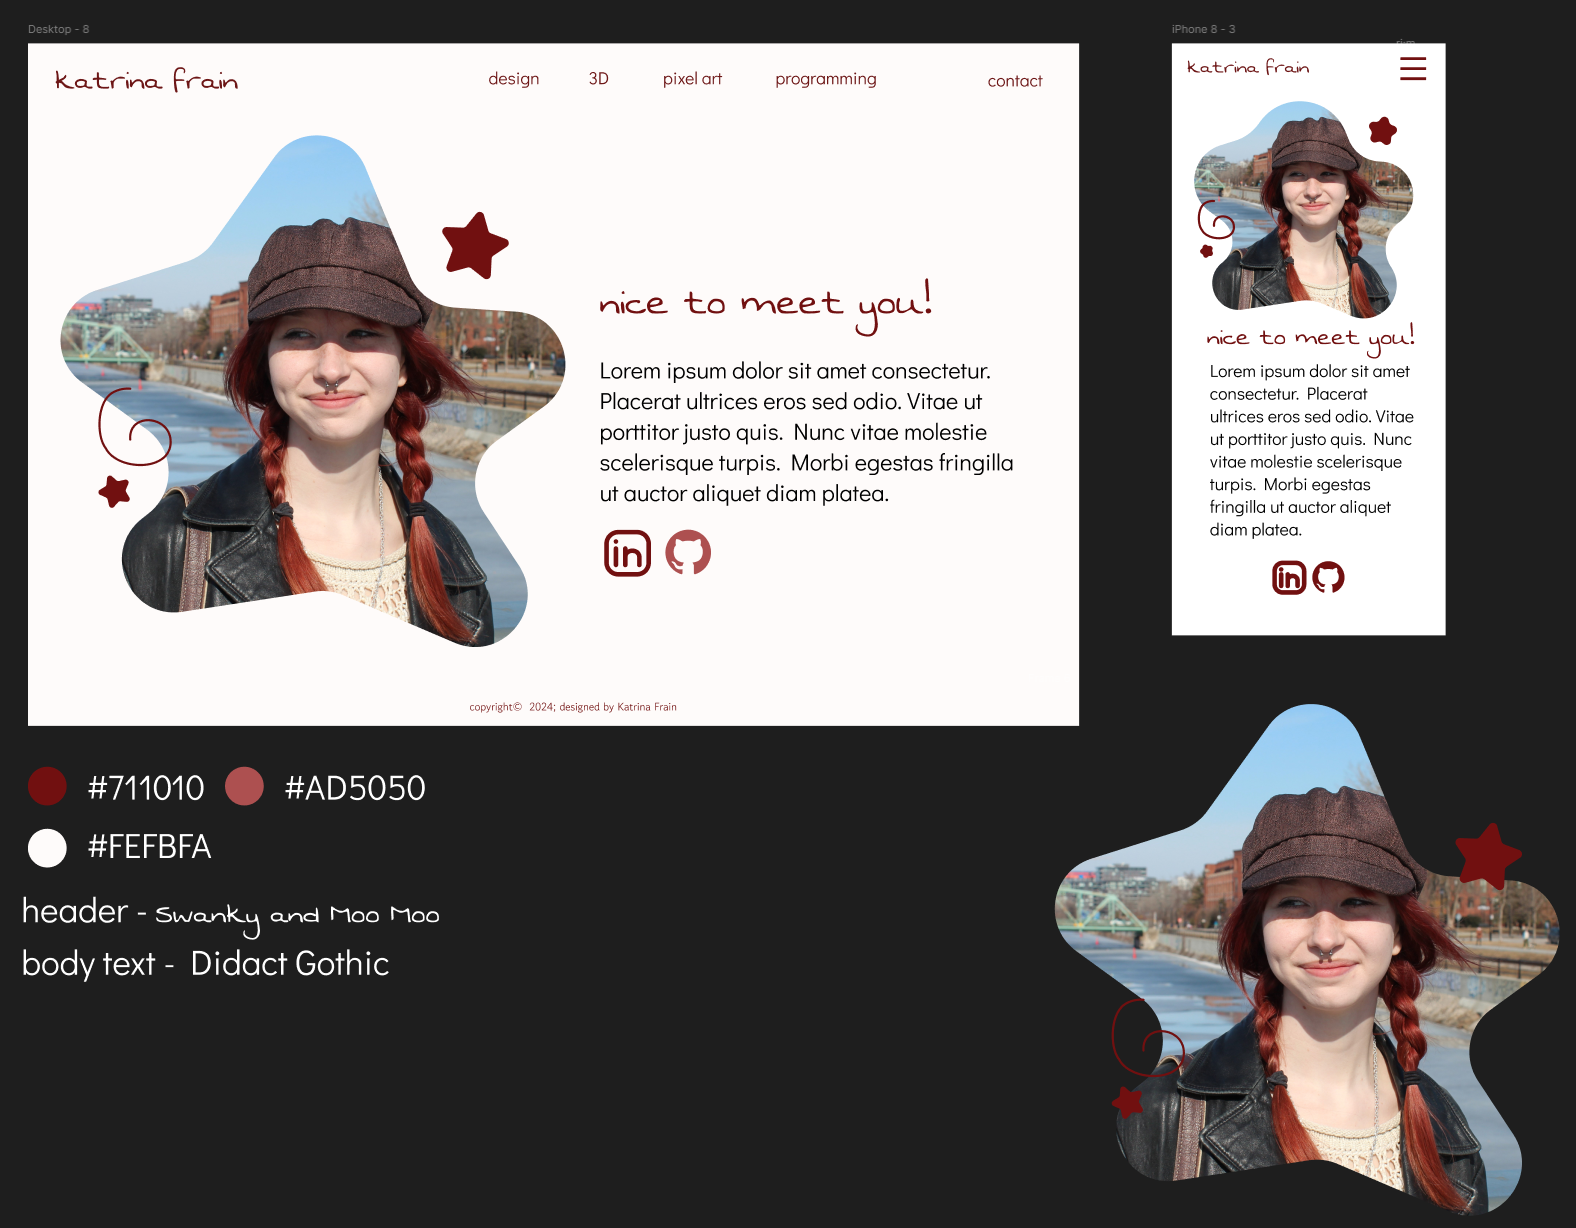 Desktop - 8
katrina frain
design 3D pixel art programming contact
nice to meet you!
Lorem ipsum dolor sit amet consectetur.
Placerat ultrices eros sed odio. Vitae ut
porttitor justo quis. Nunc vitae molestie
scelerisque turpis. Morbi egestas fringilla
ut auctor aliquet diam platea.
in
copyright© 2024; designed by Katrina Frain
iPhone 8 - 3
katrina frain
nice to meet you!
Lorem ipsum dolor sit amet
consectetur. Placerat
ultrices eros sed odio. Vitae
ut porttitor justo quis. Nunc
vitae molestie scelerisque
turpis. Morbi egestas
fringilla ut auctor aliquet
diam platea.
in
#711010 #AD5050
#FEFBFA
header - Swanky and Moo Moo
body text - Didact Gothic